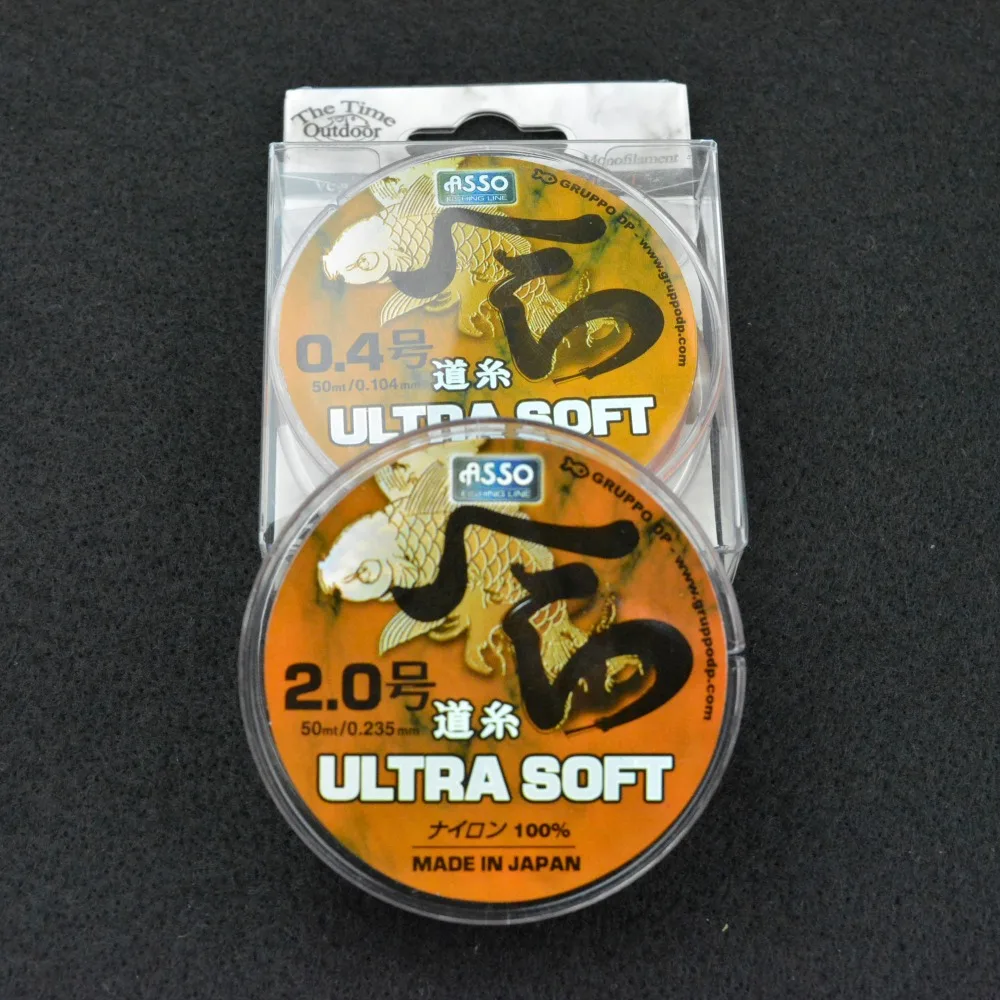 The Time
Outdoor
Monofilament
ASSO
FISHING LINE
GRUPPO DP - www.gruppodp.com
へら
0.4号
50mt/0.104mm
道糸
ULTRA SOFT
ASSO
FISHING LINE
GRUPPO DP - www.gruppodp.com
へら
2.0号
50mt/0.235mm
道糸
ULTRA SOFT
ナイロン 100%
MADE IN JAPAN